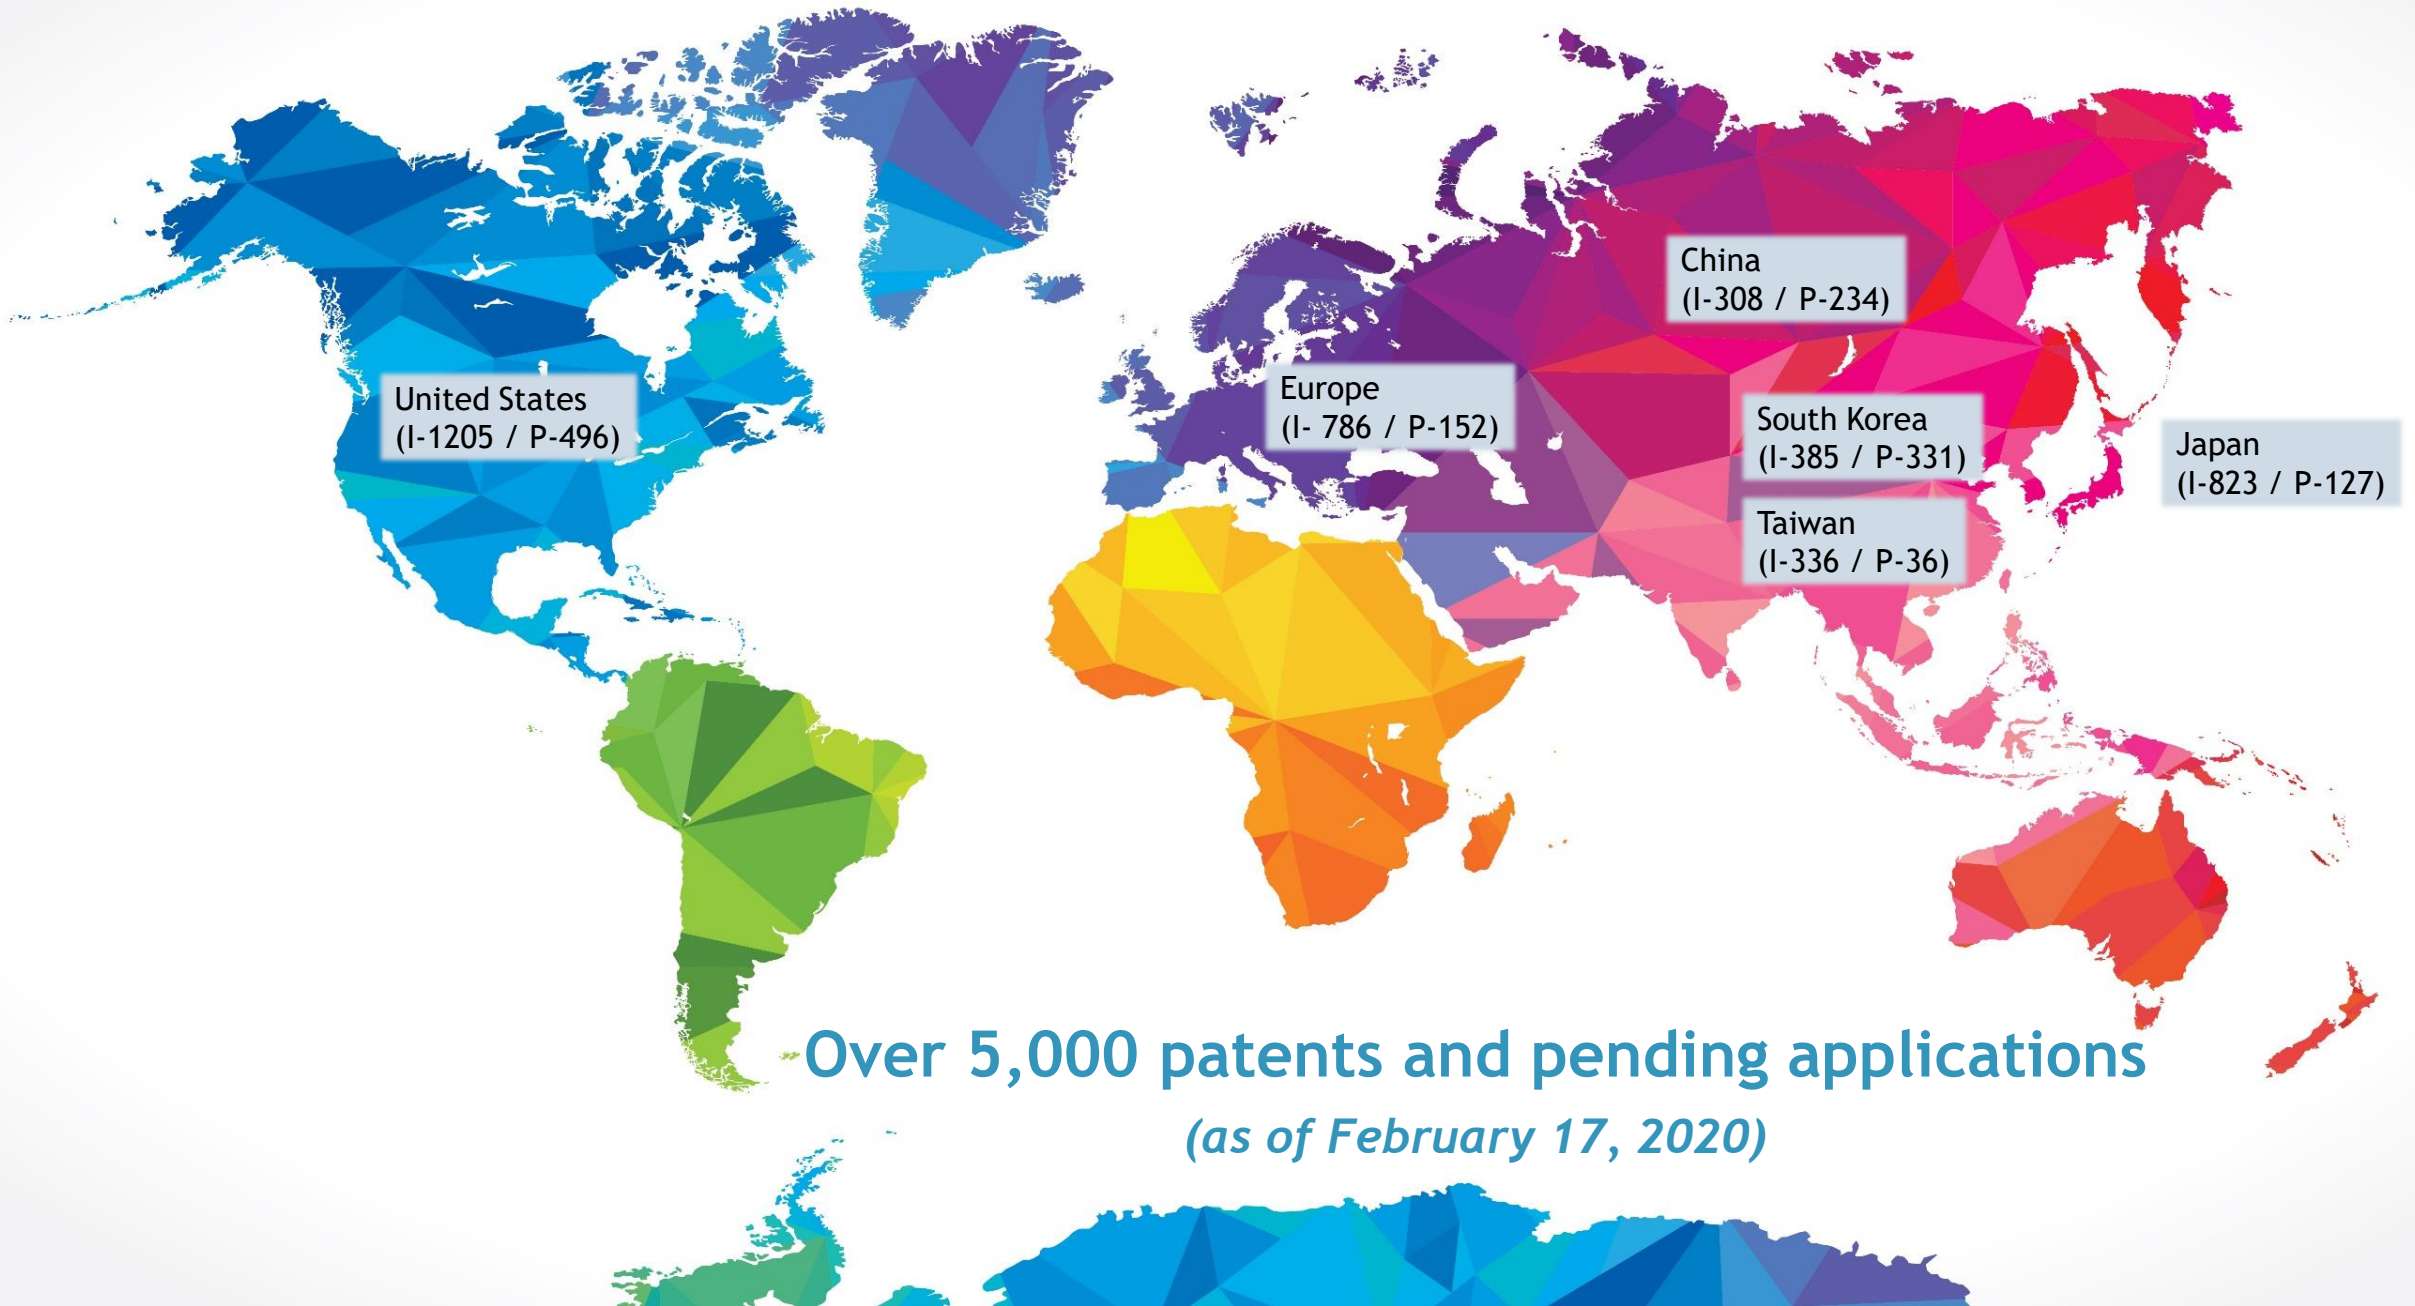 China
(I-308 / P-234)
United States
(I-1205 / P-496)
Europe
(I- 786 / P-152)
South Korea
(I-385 / P-331)
Japan
(I-823 / P-127)
Taiwan
(I-336 / P-36)
Over 5,000 patents and pending applications
(as of February 17, 2020)